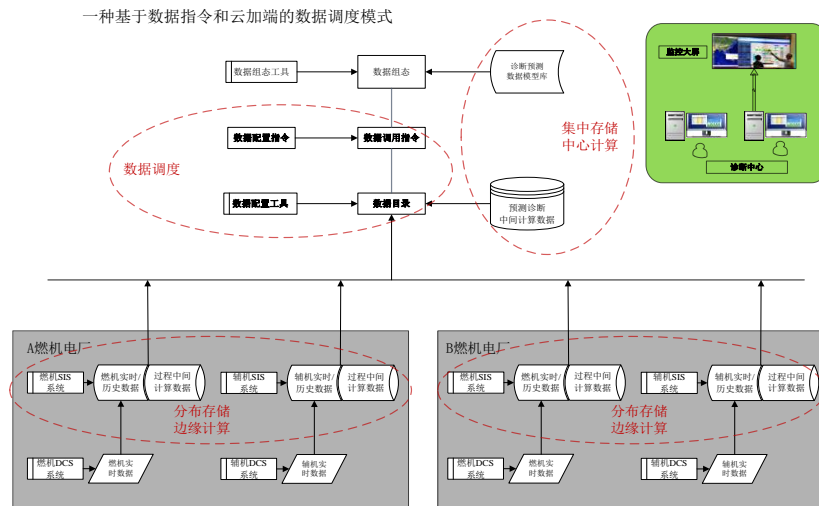 一种基于数据指令和云加端的数据调度模式
数据组态工具
数据组态
诊断预测
数据模型库
监控大屏
数据配置指令
数据调用指令
集中存储
中心计算
数据调度
诊断中心
数据配置工具
数据目录
预测诊断
中间计算数据
A燃机电厂
燃机SIS
系统
燃机实时/
历史数据
过程中间
计算数据
辅机SIS
系统
辅机实时/
历史数据
过程中间
计算数据
分布存储
边缘计算
燃机DCS
系统
燃机实
时数据
辅机DCS
系统
辅机实
时数据
B燃机电厂
燃机SIS
系统
燃机实时/
历史数据
过程中间
计算数据
辅机SIS
系统
辅机实时/
历史数据
过程中间
计算数据
分布存储
边缘计算
燃机DCS
系统
燃机实
时数据
辅机DCS
系统
辅机实
时数据